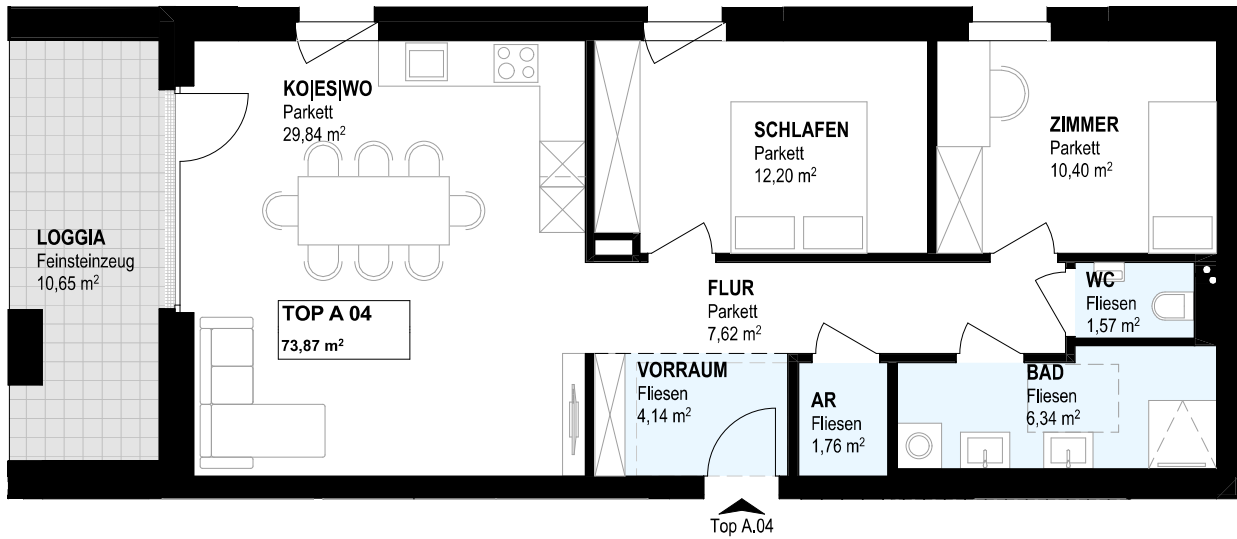 KO|ES|WO
Parkett
29,84 m²
SCHLAFEN
Parkett
12,20 m²
ZIMMER
Parkett
10,40 m²
LOGGIA
Feinsteinzeug
10,65 m²
TOP A 04
73,87 m²
FLUR
Parkett
7,62 m²
WC
Fliesen
1,57 m²
VORRAUM
Fliesen
4,14 m²
AR
Fliesen
1,76 m²
BAD
Fliesen
6,34 m²
Top A.04